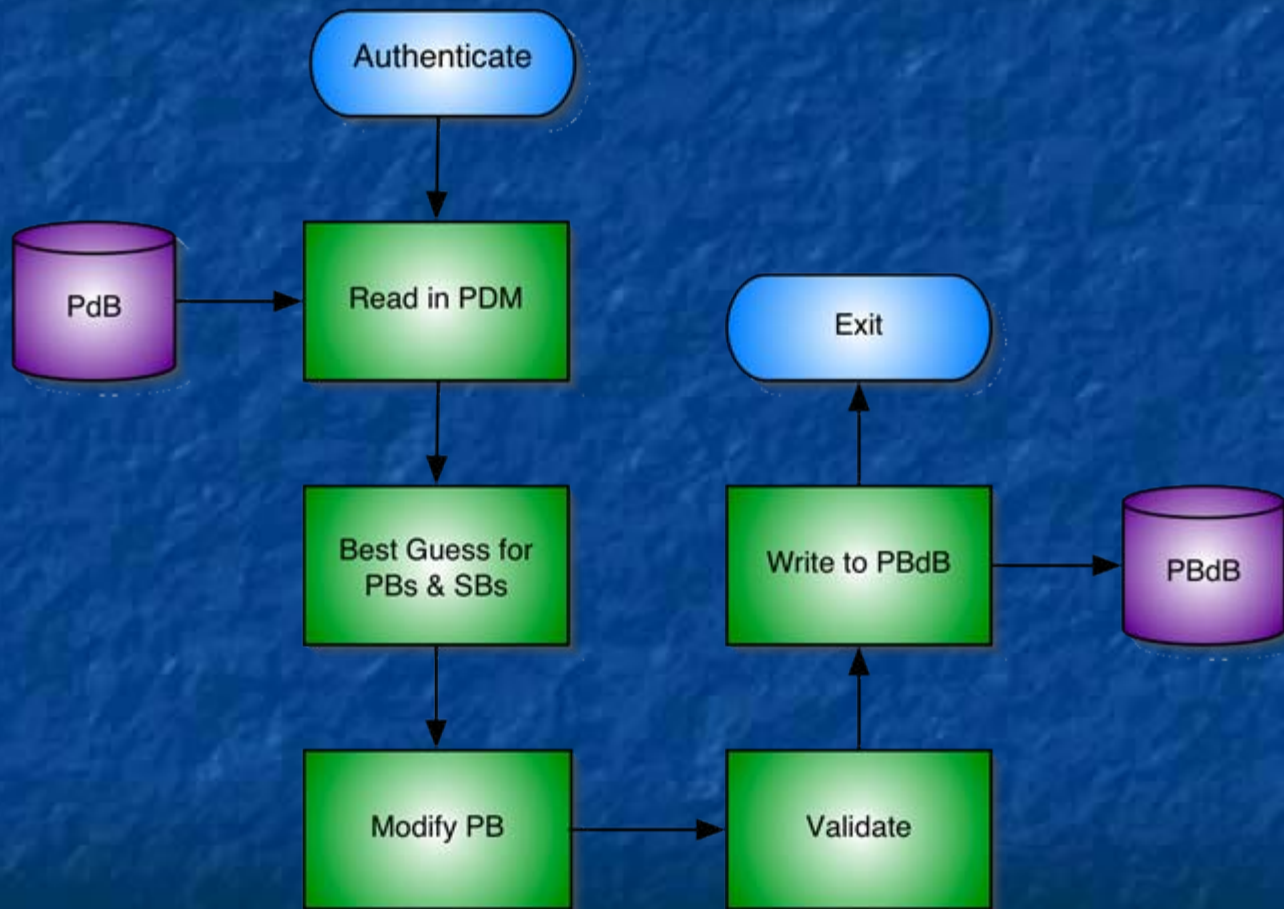 Authenticate
PdB
Read in PDM
Best Guess for
PBs & SBs
Modify PB
Validate
Write to PBdB
PBdB
Exit